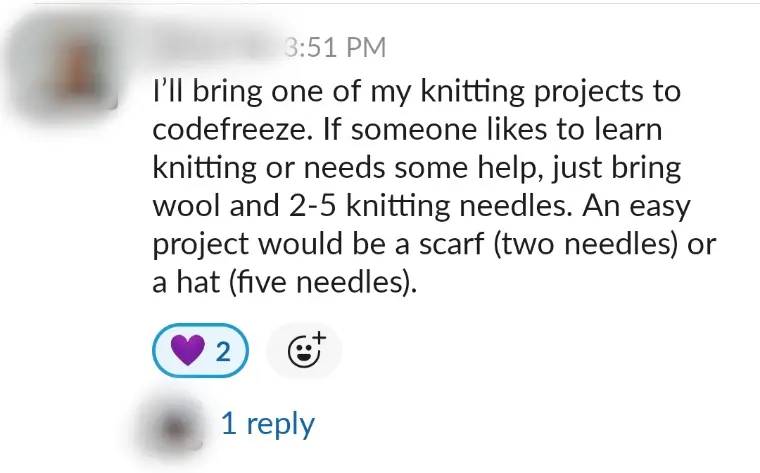 3:51 PM
I’ll bring one of my knitting projects to
codefreeze. If someone likes to learn
knitting or needs some help, just bring
wool and 2-5 knitting needles. An easy
project would be a scarf (two needles) or
a hat (five needles).
2
1 reply